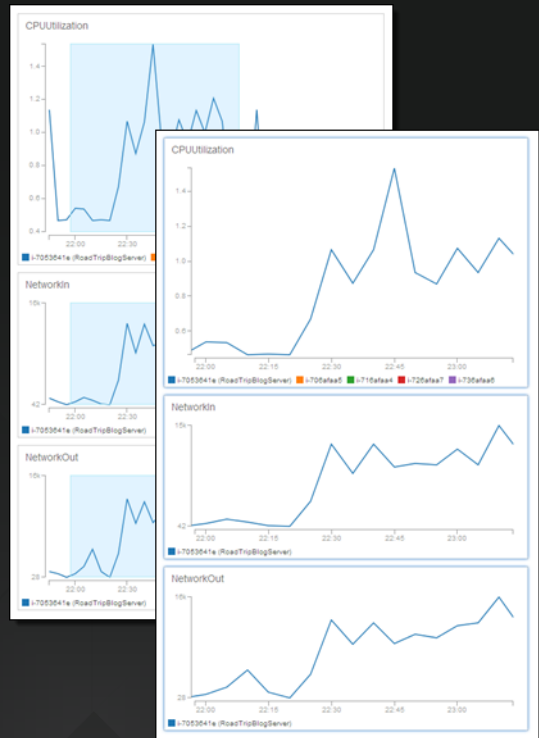 CPUUtilization
1.4
1.2
1.0
0.8
0.6
0.4
22:00 22:30
i-7053641e (RoadTripBlogServer)
NetworkIn
16k
42
22:00 22:30
i-7053641e (RoadTripBlogServer)
NetworkOut
16k
28
22:00 22:30
i-7053641e (RoadTripBlogServer)
CPUUtilization
1.4
1.2
1.0
0.8
0.6
22:00 22:15 22:30 22:45 23:00
i-7053641e (RoadTripBlogServer) i-706afaa5 i-716afaa4 i-726afaa7 i-736afaa6
NetworkIn
16k
42
22:00 22:15 22:30 22:45 23:00
i-7053641e (RoadTripBlogServer)
NetworkOut
16k
28
22:00 22:15 22:30 22:45 23:00
i-7053641e (RoadTripBlogServer)